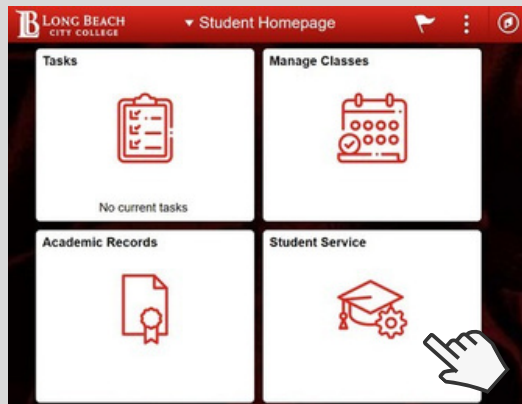 LONG BEACH
CITY COLLEGE
Student Homepage
Tasks
Manage Classes
No current tasks
Academic Records
Student Service